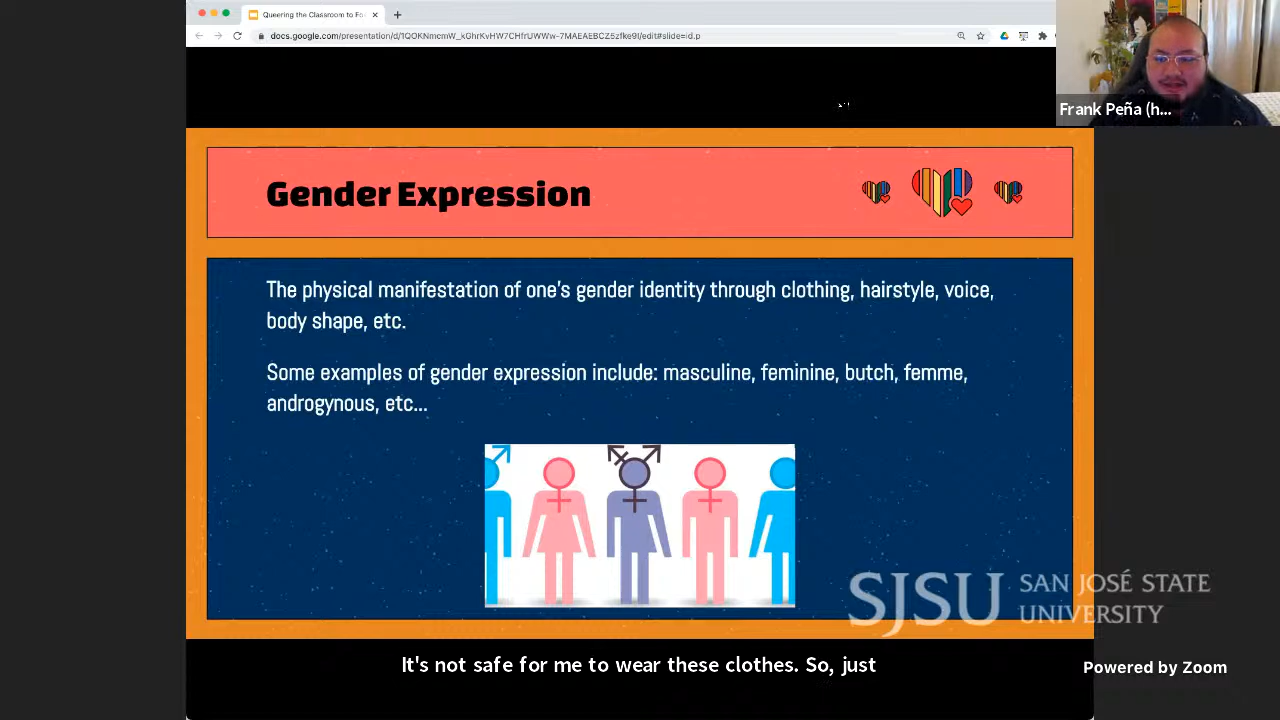 Queering the Classroom to Fo
docs.google.com/presentation/d/1QOKNmcmW_kGhrKvHW7CHfrUWWw-7MAEAEBCZ5zfke9I/edit#slide=id.p
Frank Peña (h...
Gender Expression
The physical manifestation of one's gender identity through clothing, hairstyle, voice,
body shape, etc.
Some examples of gender expression include: masculine, feminine, butch, femme,
androgynous, etc...
SJSU SAN JOSÉ STATE
UNIVERSITY
It's not safe for me to wear these clothes. So, just
Powered by Zoom